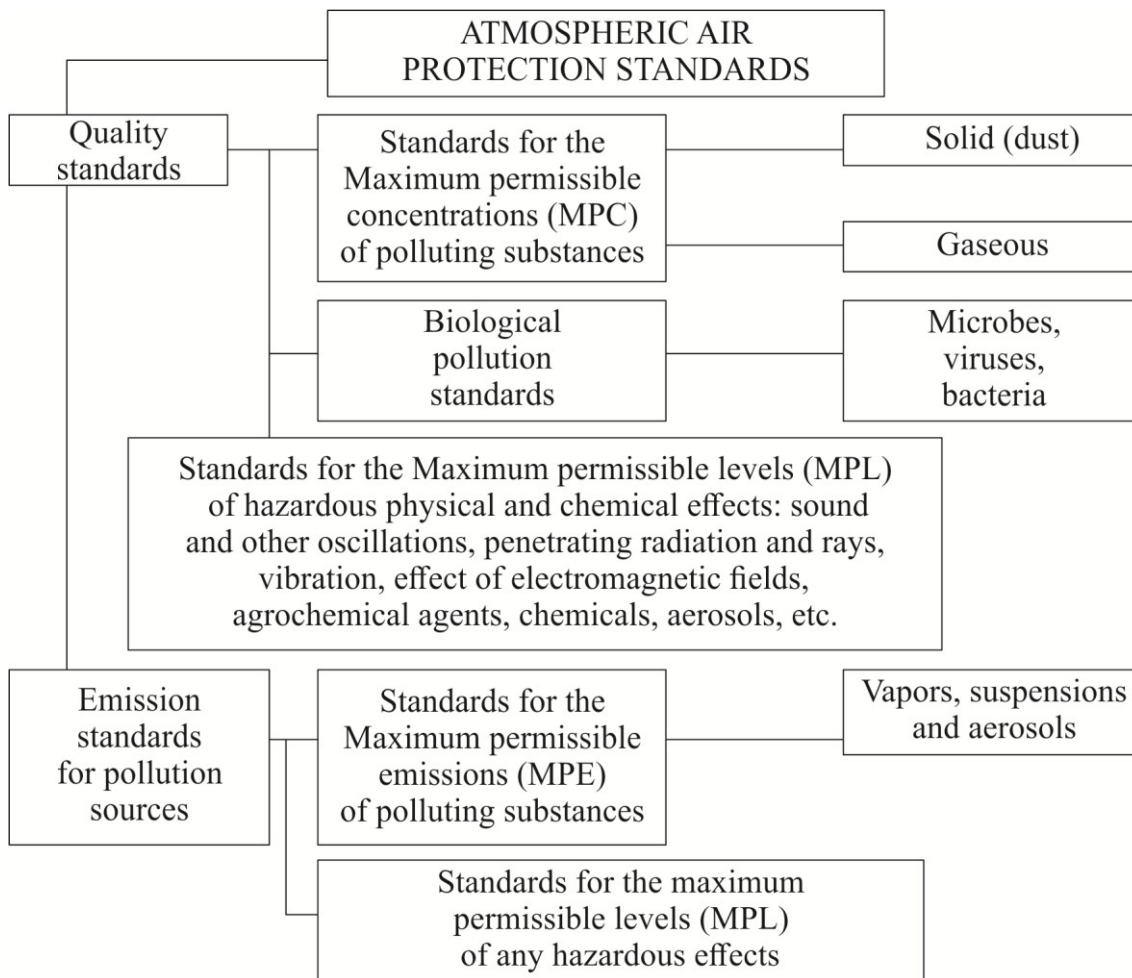 ATMOSPHERIC AIR
PROTECTION STANDARDS
Quality
standards
Standards for the
Maximum permissible
concentrations (MPC)
of polluting substances
Solid (dust)
Gaseous
Biological
pollution
standards
Microbes,
viruses,
bacteria
Standards for the Maximum permissible levels (MPL)
of hazardous physical and chemical effects: sound
and other oscillations, penetrating radiation and rays,
vibration, effect of electromagnetic fields,
agrochemical agents, chemicals, aerosols, etc.
Emission
standards
for pollution
sources
Standards for the
Maximum permissible
emissions (MPE)
of polluting substances
Vapors, suspensions
and aerosols
Standards for the maximum
permissible levels (MPL)
of any hazardous effects